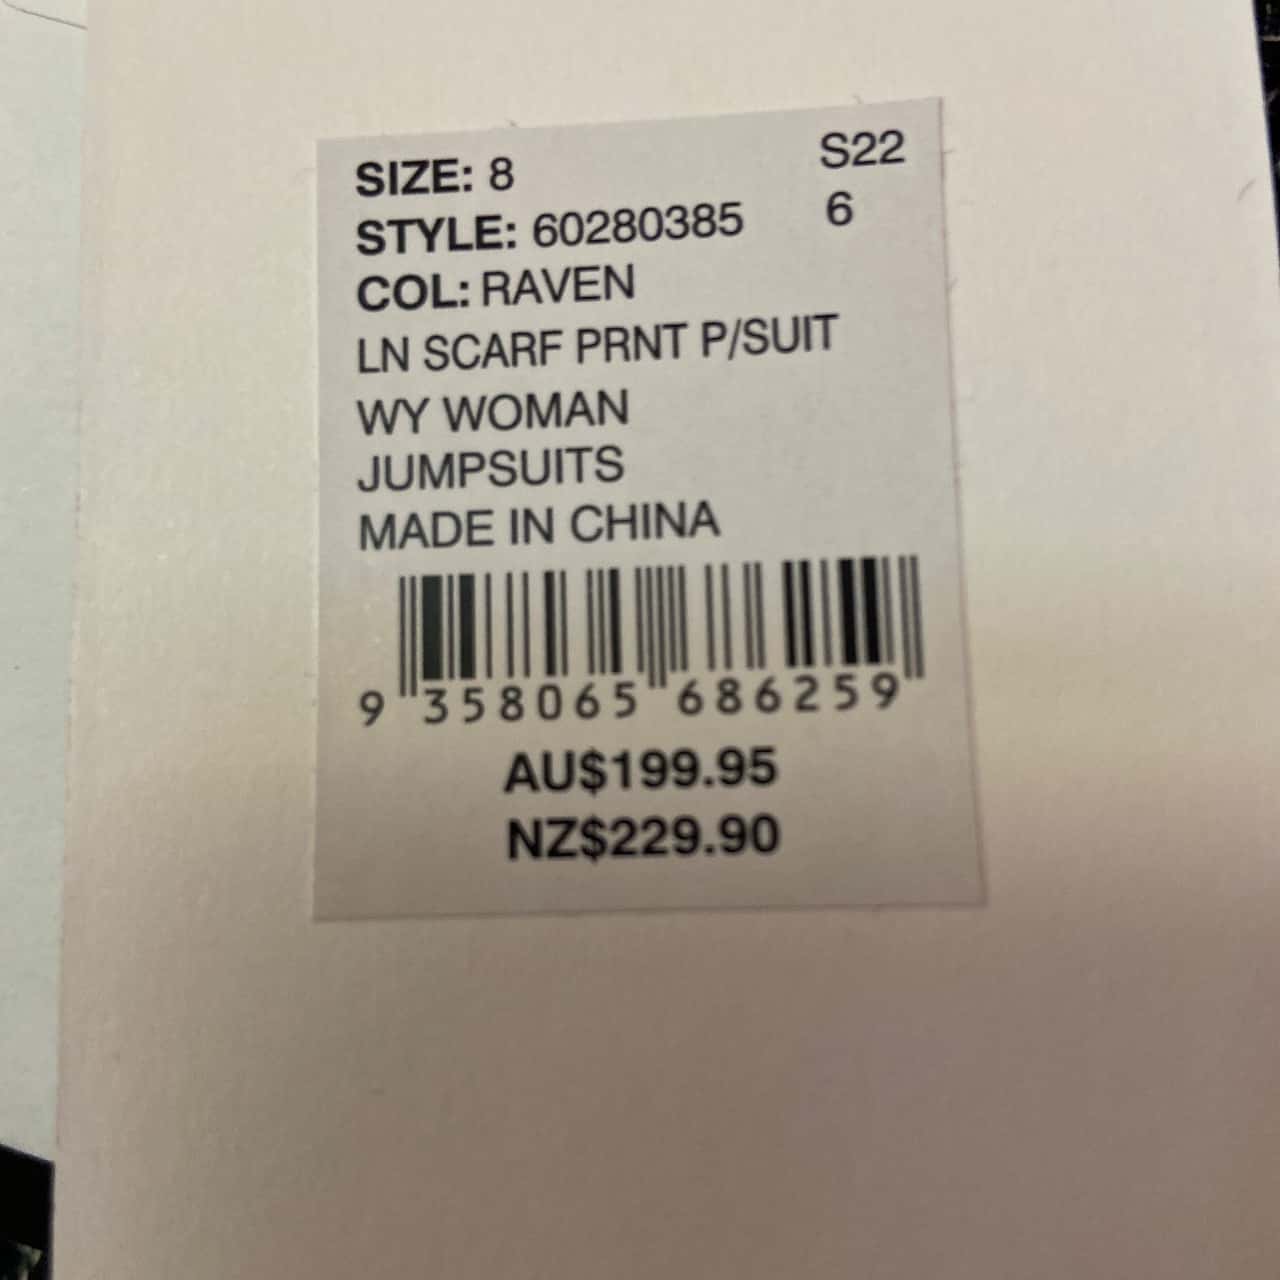 SIZE: 8 S22
STYLE: 60280385 6
COL: RAVEN
LN SCARF PRNT P/SUIT
WY WOMAN
JUMPSUITS
MADE IN CHINA
9 358065 686259
AU$199.95
NZ$229.90